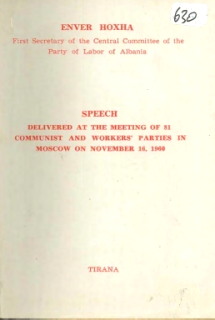 630
ENVER HOXHA
First Secretary of the Central Committee of the
Party of Labor of Albania
SPEECH
DELIVERED AT THE MEETING OF 81
COMMUNIST AND WORKERS' PARTIES IN
MOSCOW ON NOVEMBER 16, 1960
TIRANA